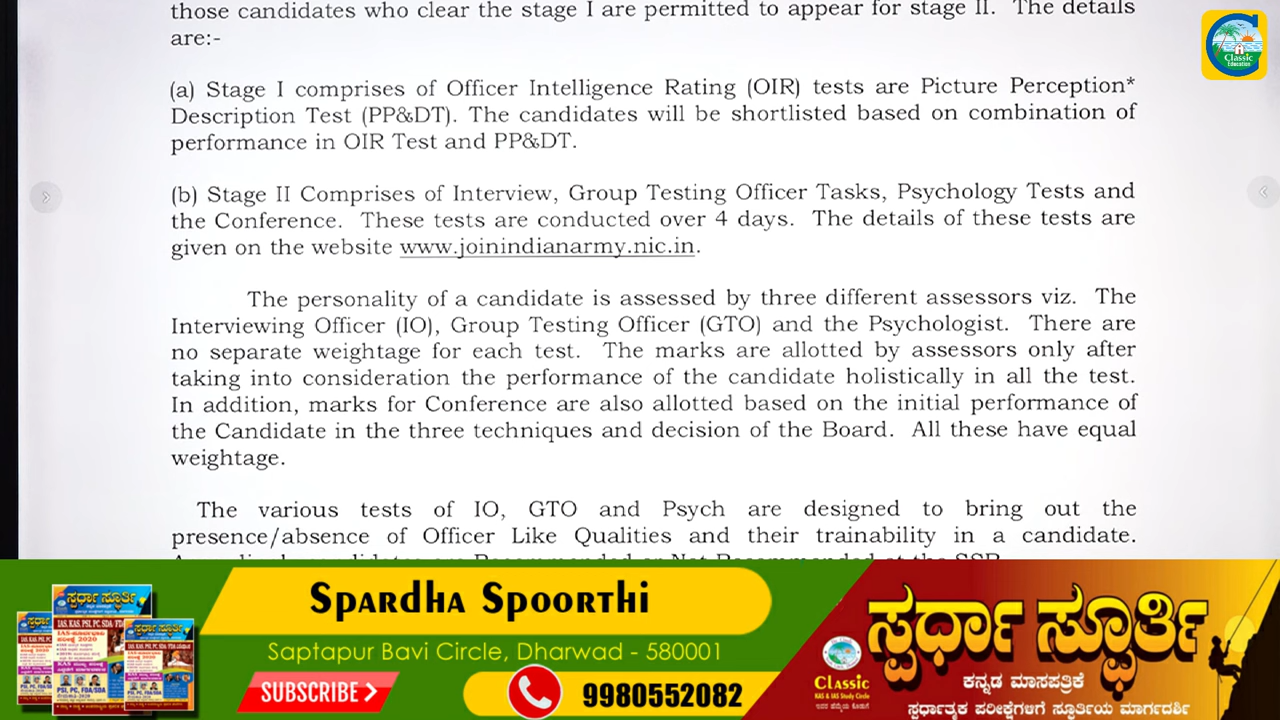 those candidates who clear the stage I are permitted to appear for stage II. The details
are:-
(a) Stage I comprises of Officer Intelligence Rating (OIR) tests are Picture Perception*
Description Test (PP&DT). The candidates will be shortlisted based on combination of
performance in OIR Test and PP&DT.
(b) Stage II Comprises of Interview, Group Testing Officer Tasks, Psychology Tests and
the Conference. These tests are conducted over 4 days. The details of these tests are
given on the website www.joinindianarmy.nic.in.
The personality of a candidate is assessed by three different assessors viz. The
Interviewing Officer (IO), Group Testing Officer (GTO) and the Psychologist. There are
no separate weightage for each test. The marks are allotted by assessors only after
taking into consideration the performance of the candidate holistically in all the test.
In addition, marks for Conference are also allotted based on the initial performance of
the Candidate in the three techniques and decision of the Board. All these have equal
weightage.
The various tests of IO, GTO and Psych are designed to bring out the
presence/absence of Officer Like Qualities and their trainability in a candidate.
Classic
Education
Spardha Spoorthi
Saptapur Bavi Circle, Dharwad - 580001
SUBSCRIBE
9980552082
ಸ್ಪರ್ಧಾ ಸ್ಫೂರ್ತಿ
ಕನ್ನಡ ಮಾಸಪತ್ರಿಕೆ
ಸ್ಪರ್ಧಾತ್ಮಕ ಪರೀಕ್ಷೆಗಳಿಗೆ ಸ್ಫೂರ್ತಿಯ ಮಾರ್ಗದರ್ಶಿ
Classic
KAS & IAS Study Circle
ಸ್ಪರ್ಧಾ ಸ್ಫೂರ್ತಿ